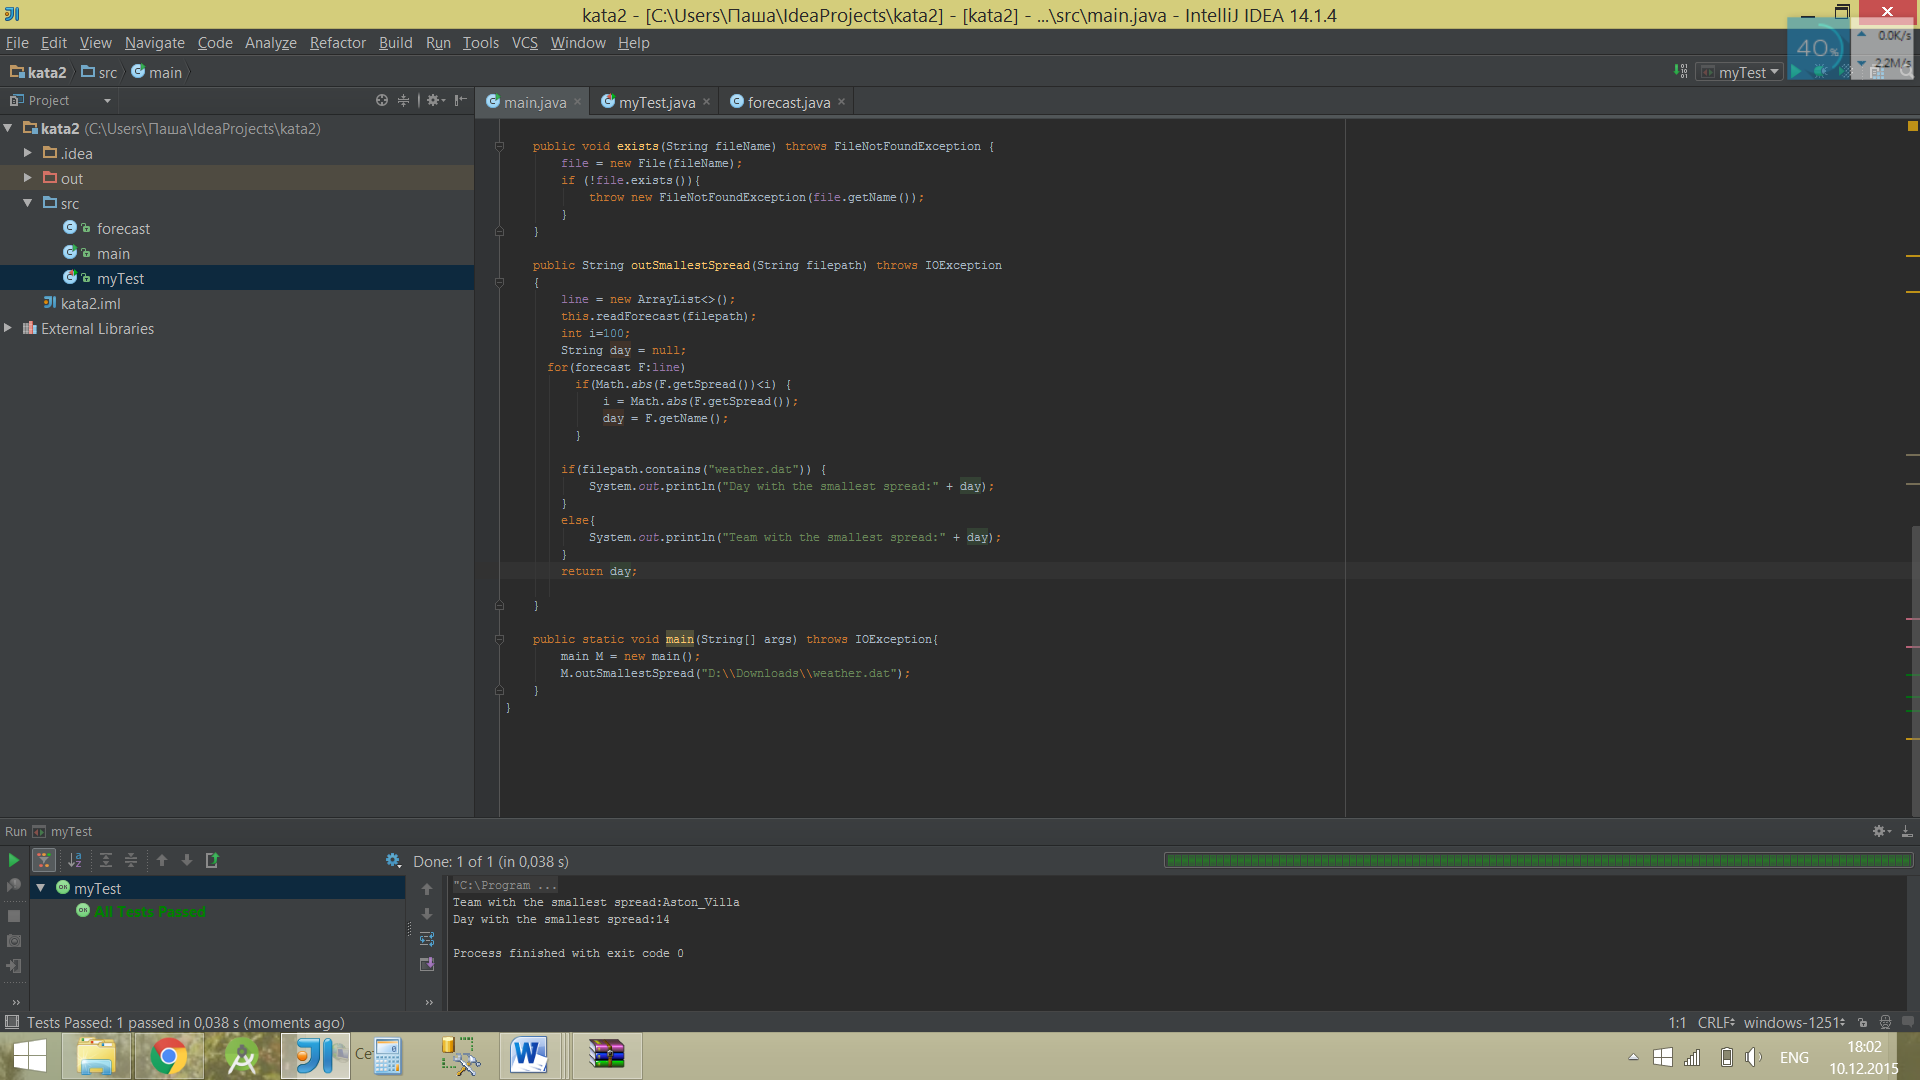 kata2 - [C:\Users\Паша\IdeaProjects\kata2] - [kata2] - ...\src\main.java - IntelliJ IDEA 14.1.4
File Edit View Navigate Code Analyze Refactor Build Run Tools VCS Window Help
40% 0.0K/s
2.2M/s
kata2 src main myTest
Project main.java myTest.java forecast.java
kata2 (C:\Users\Паша\IdeaProjects\kata2)
.idea
out
src
forecast
main
myTest
kata2.iml
External Libraries
public void exists(String fileName) throws FileNotFoundException {
file = new File(fileName);
if (!file.exists()){
throw new FileNotFoundException(file.getName());
}
}
public String outSmallestSpread(String filepath) throws IOException
{
line = new ArrayList<>();
this.readForecast(filepath);
int i=100;
String day = null;
for(forecast F:line)
if(Math.abs(F.getSpread())<i) {
i = Math.abs(F.getSpread());
day = F.getName();
}
if(filepath.contains("weather.dat")) {
System.out.println("Day with the smallest spread:" + day);
}
else{
System.out.println("Team with the smallest spread:" + day);
}
return day;
}
public static void main(String[] args) throws IOException{
main M = new main();
M.outSmallestSpread("D:\\Downloads\\weather.dat");
}
}
Run myTest
Done: 1 of 1 (in 0,038 s)
myTest
All Tests Passed
"C:\Program ...
Team with the smallest spread:Aston_Villa
Day with the smallest spread:14
Process finished with exit code 0
Tests Passed: 1 passed in 0,038 s (moments ago) 1:1 CRLF windows-1251
ENG 18:02
10.12.2015